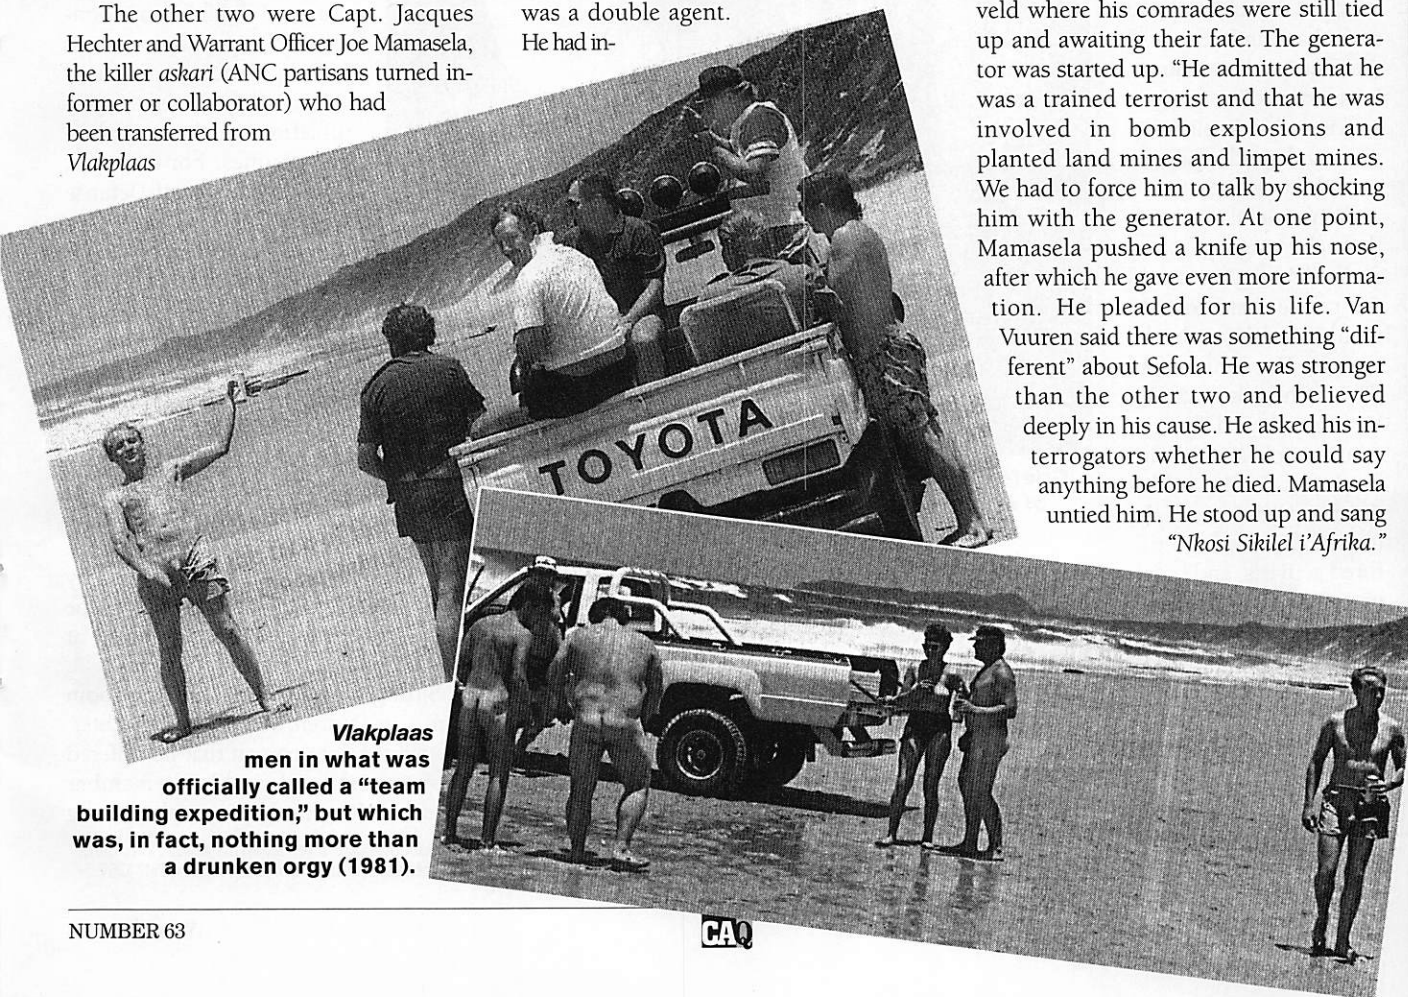 The other two were Capt. Jacques
Hechter and Warrant Officer Joe Mamasela,
the killer askari (ANC partisans turned in-
former or collaborator) who had
been transferred from
Vlakplaas
was a double agent.
He had in-
veld where his comrades were still tied
up and awaiting their fate. The genera-
tor was started up. “He admitted that he
was a trained terrorist and that he was
involved in bomb explosions and
planted land mines and limpet mines.
We had to force him to talk by shocking
him with the generator. At one point,
Mamasela pushed a knife up his nose,
after which he gave even more informa-
tion. He pleaded for his life. Van
Vuuren said there was something “dif-
ferent” about Sefola. He was stronger
than the other two and believed
deeply in his cause. He asked his in-
terrogators whether he could say
anything before he died. Mamasela
untied him. He stood up and sang
“Nkosi Sikilel i’Afrika.”
TOYOTA
Vlakplaas
men in what was
officially called a “team
building expedition,” but which
was, in fact, nothing more than
a drunken orgy (1981).
NUMBER 63
CAQ